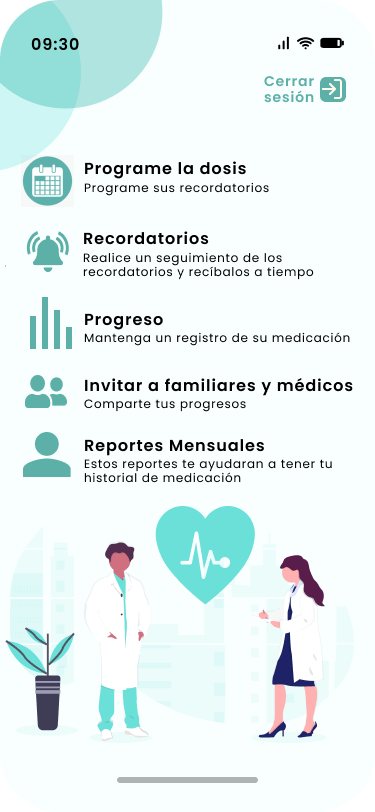 09:30
Cerrar
sesión
Programe la dosis
Programe sus recordatorios
Recordatorios
Realice un seguimiento de los
recordatorios y recíbalos a tiempo
Progreso
Mantenga un registro de su medicación
Invitar a familiares y médicos
Comparte tus progresos
Reportes Mensuales
Estos reportes te ayudaran a tener tu
historial de medicación